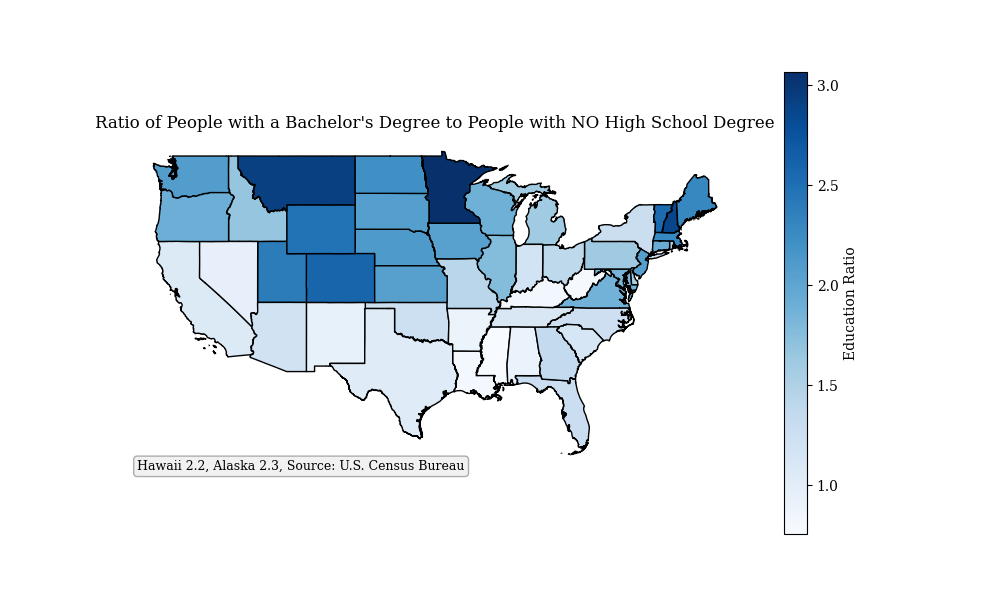 Ratio of People with a Bachelor's Degree to People with NO High School Degree
3.0
2.5
2.0
1.5
1.0
Education Ratio
Hawaii 2.2, Alaska 2.3, Source: U.S. Census Bureau